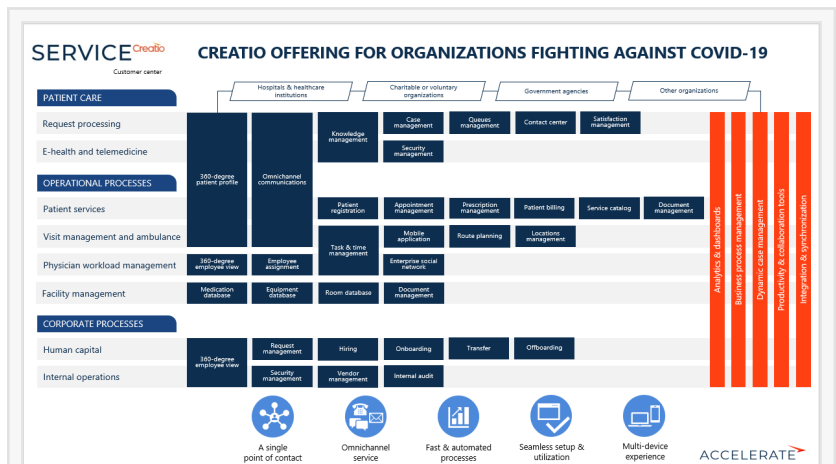 SERVICE Creatio
Customer center
CREATIO OFFERING FOR ORGANIZATIONS FIGHTING AGAINST COVID-19
Hospitals & healthcare
institutions
Charitable or voluntary
organizations
Government agencies
Other organizations
PATIENT CARE
Request processing
E-health and telemedicine
360-degree
patient profile
Omnichannel
communications
Knowledge
management
Case
management
Queues
management
Contact center
Satisfaction
management
Security
management
OPERATIONAL PROCESSES
Patient services
Patient
registration
Appointment
management
Prescription
management
Patient billing
Service catalog
Document
management
Visit management and ambulance
Task & time
management
Mobile
application
Route planning
Locations
management
Physician workload management
360-degree
employee view
Employee
assignment
Enterprise social
network
Facility management
Medication
database
Equipment
database
Room database
Document
management
CORPORATE PROCESSES
Human capital
360-degree
employee view
Request
management
Hiring
Onboarding
Transfer
Offboarding
Internal operations
Security
management
Vendor
management
Internal audit
Analytics & dashboards
Business process management
Dynamic case management
Productivity & collaboration tools
Integration & synchronization
A single
point of contact
Omnichannel
service
Fast & automated
processes
Seamless setup &
utilization
Multi-device
experience
ACCELERATE